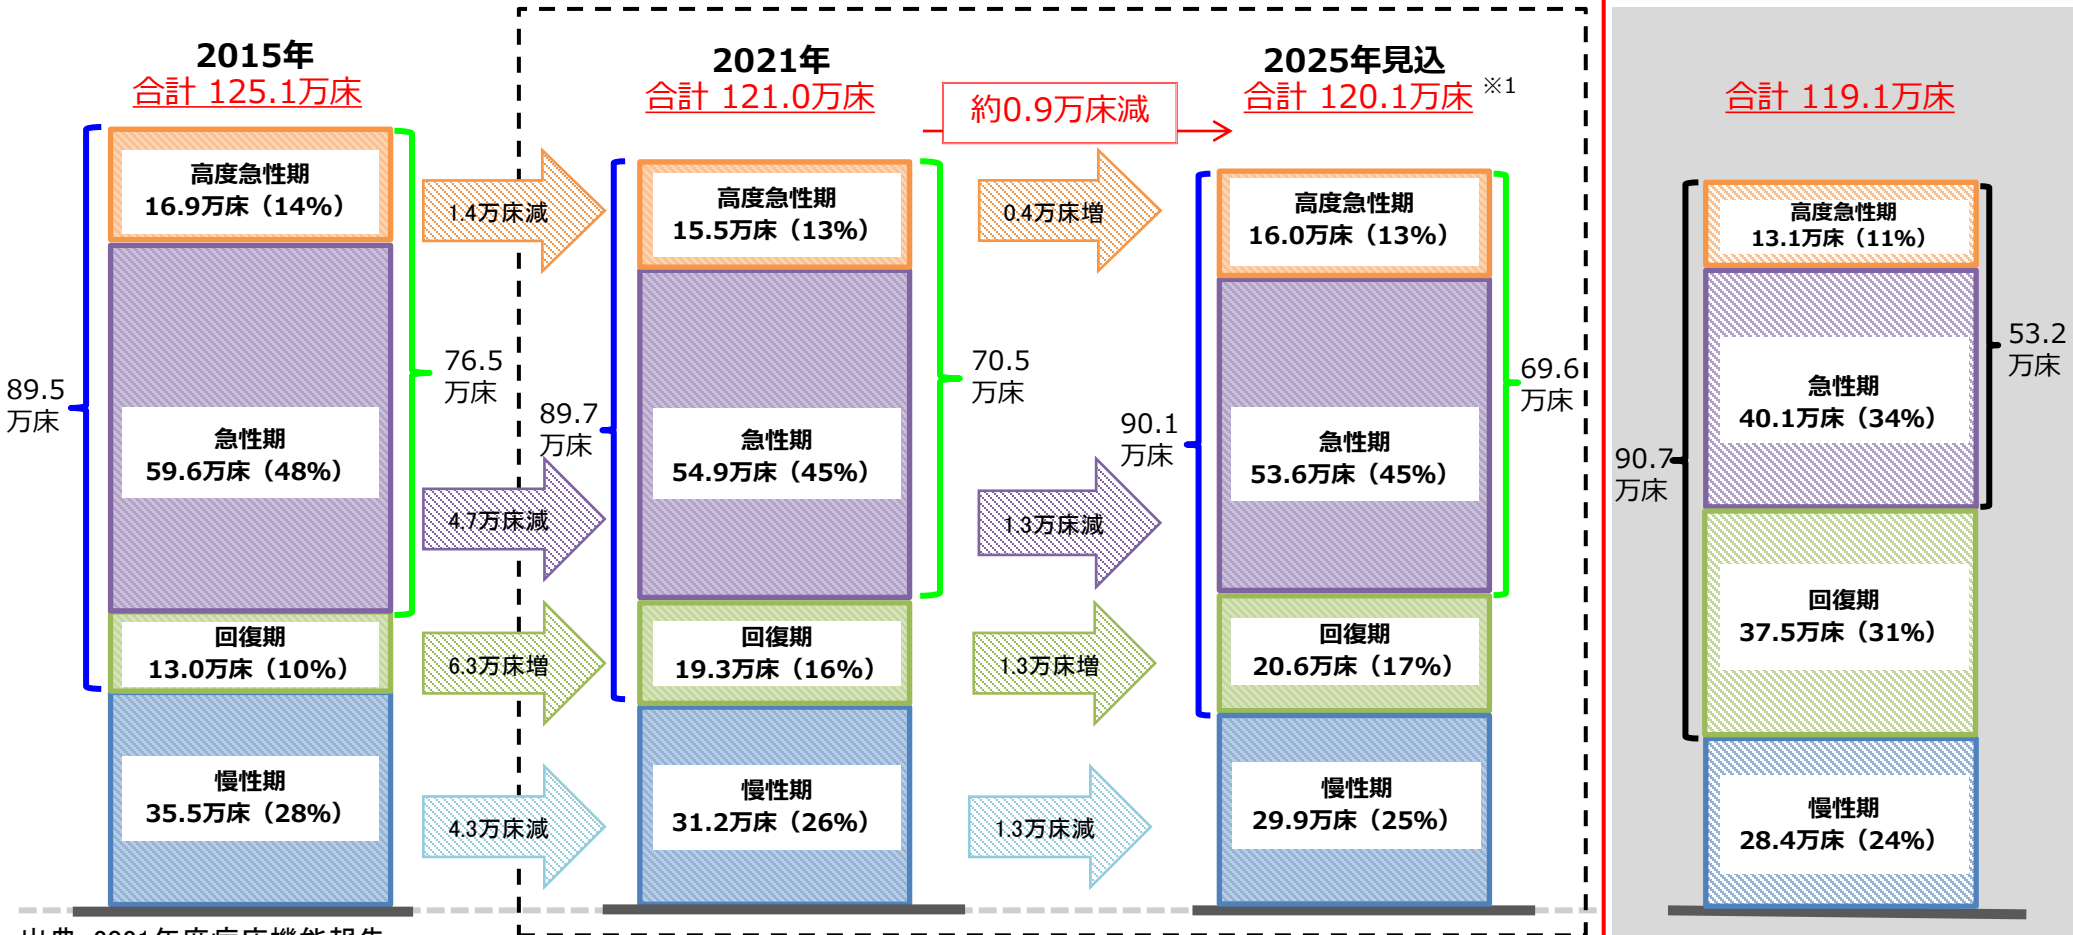 2015年
合計 125.1万床
高度急性期
16.9万床（14%）
急性期
59.6万床（48%）
回復期
13.0万床（10%）
慢性期
35.5万床（28%）
89.5
万床
76.5
万床
1.4万床減
4.7万床減
6.3万床増
4.3万床減
2021年
合計 121.0万床
高度急性期
15.5万床（13%）
急性期
54.9万床（45%）
回復期
19.3万床（16%）
慢性期
31.2万床（26%）
89.7
万床
70.5
万床
約0.9万床減
0.4万床増
1.3万床減
1.3万床増
1.3万床減
2025年見込
合計 120.1万床 ※1
高度急性期
16.0万床（13%）
急性期
53.6万床（45%）
回復期
20.6万床（17%）
慢性期
29.9万床（25%）
90.1
万床
69.6
万床
合計 119.1万床
高度急性期
13.1万床（11%）
急性期
40.1万床（34%）
回復期
37.5万床（31%）
慢性期
28.4万床（24%）
90.7
万床
53.2
万床